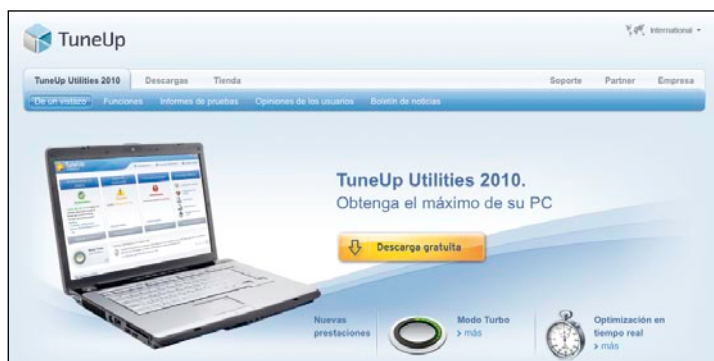 TuneUp
International
TuneUp Utilities 2010
Descargas
Tienda
Soporte
Partner
Empresa
De un vistazo
Funciones
Informes de pruebas
Opiniones de los usuarios
Boletín de noticias
TuneUp Utilities 2010.
Obtenga el máximo de su PC
Descarga gratuita
Nuevas
prestaciones
Modo Turbo
> más
Optimización en
tiempo real
> más